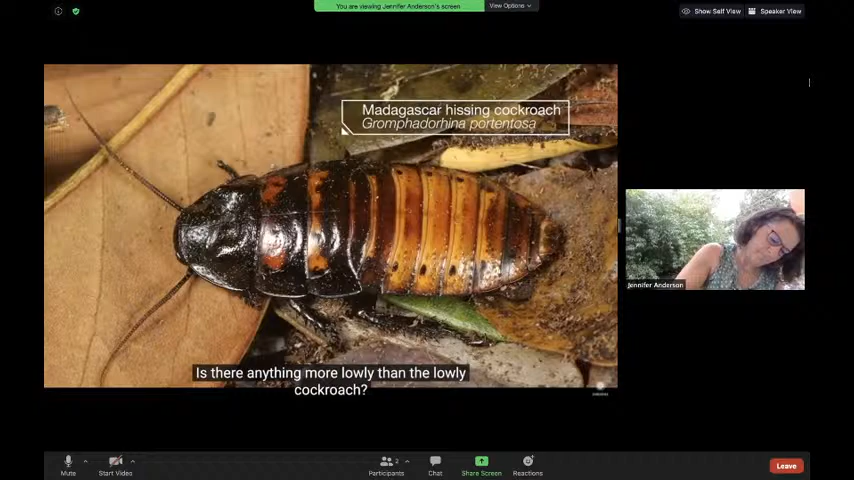 You are viewing Jennifer Anderson's screen
View Options
Show Self View
Speaker View
Madagascar hissing cockroach
Gromphadorhina portentosa
Jennifer Anderson
Is there anything more lowly than the lowly
cockroach?
Mute
Start Video
Participants
2
Chat
Share Screen
Reactions
Leave